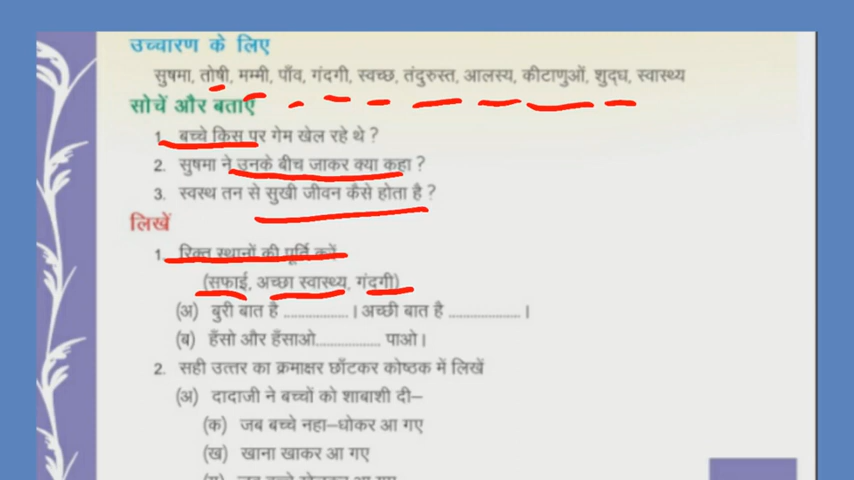 उच्चारण के लिए
सुषमा, तोषी, मम्मी, पाँव, गंदगी, स्वच्छ, तंदुरुस्त, आलस्य, कीटाणुओं, शुद्ध, स्वास्थ्य
सोचें और बताएँ
1. बच्चे किस पर गेम खेल रहे थे ?
2. सुषमा ने उनके बीच जाकर क्या कहा ?
3. स्वस्थ तन से सुखी जीवन कैसे होता है ?
लिखें
1. रिक्त स्थानों की पूर्ति करें
(सफाई, अच्छा स्वास्थ्य, गंदगी)
(अ) बुरी बात है ................... । अच्छी बात है ..................... ।
(ब) हँसो और हँसाओ................... पाओ।
2. सही उत्तर का क्रमाक्षर छाँटकर कोष्ठक में लिखें
(अ) दादाजी ने बच्चों को शाबाशी दी–
(क) जब बच्चे नहा–धोकर आ गए
(ख) खाना खाकर आ गए